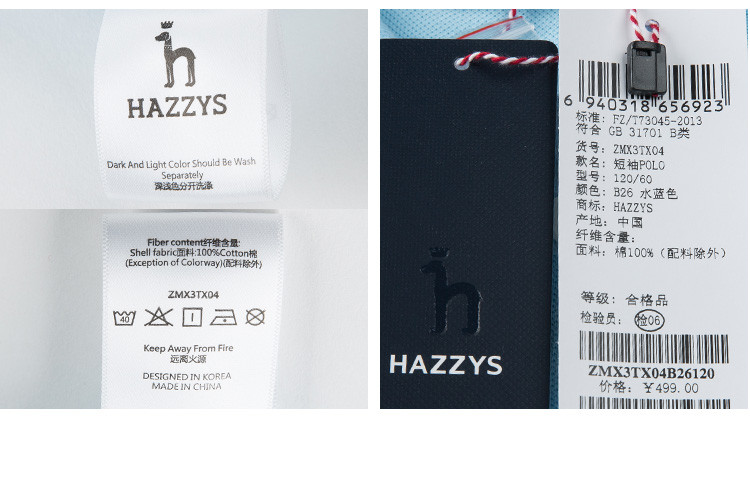 HAZZYS
Dark And Light Color Should Be Wash
Separately
深浅色分开洗涤
Fiber content纤维含量:
Shell fabric面料:100%Cotton棉
(Exception of Colorway)(配料除外)
ZMX3TX04
40
Keep Away From Fire
远离火源
DESIGNED IN KOREA
MADE IN CHINA
HAZZYS
6 940318 656923
标准: FZ/T73045-2013
符合 GB 31701 B类
货号: ZMX3TX04
款名: 短袖POLO
型号: 120/60
颜色: B26 水蓝色
商标: HAZZYS
产地: 中国
纤维含量:
面料: 棉100%(配料除外)
等级: 合格品
检验员: 检06
ZMX3TX04B26120
价格: ¥499.00